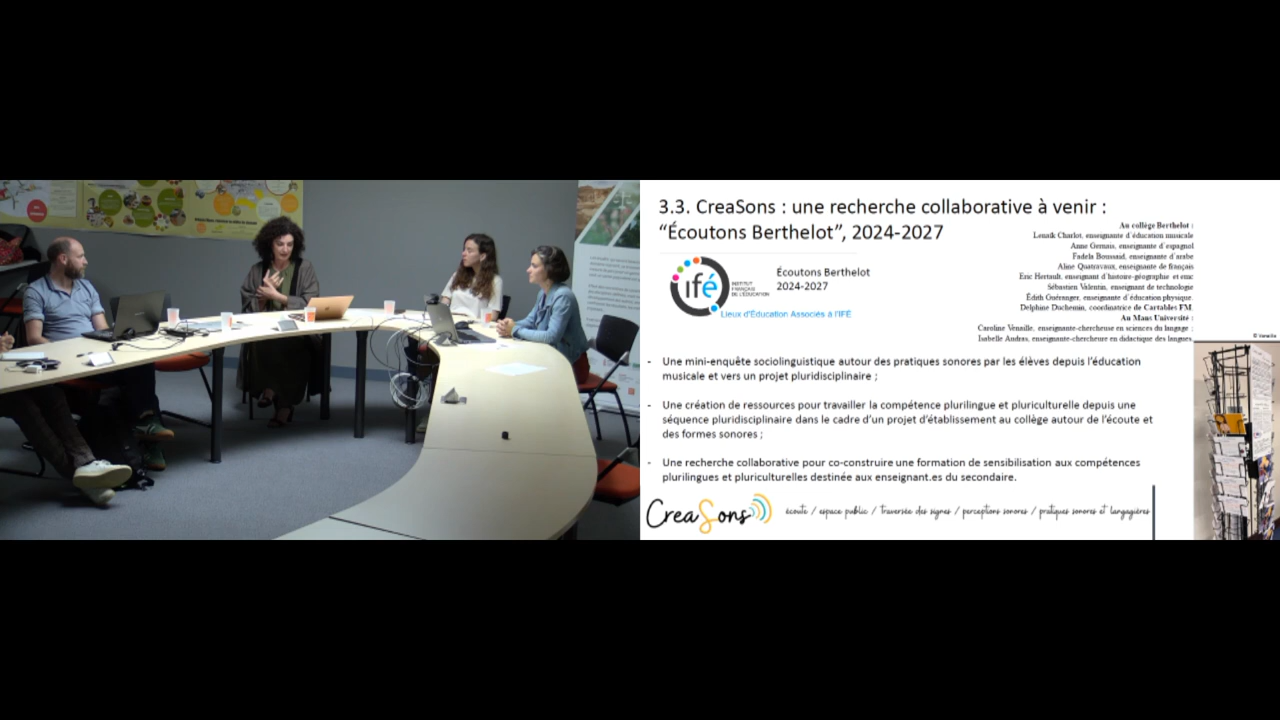 3.3. CreaSons : une recherche collaborative à venir :
“Écoutons Berthelot”, 2024-2027
Au collège Berthelot :
Lenaïk Charlot, enseignante d'éducation musicale
Anne Gernais, enseignante d'espagnol
Fadela Boussaid, enseignante d'arabe
Aline Quatravaux, enseignante de français
Eric Hertault, enseignant d'histoire-géographie et emc
Sébastien Valentin, enseignant de technologie
Édith Guéranger, enseignante d'éducation physique.
Delphine Duchemin, coordinatrice de Cartables FM.
Au Mans Université :
Caroline Venaille, enseignante-chercheuse en sciences du langage ;
Isabelle Audras, enseignante-chercheure en didactique des langues.
ifé
INSTITUT
FRANÇAIS
DE L'ÉDUCATION
Écoutons Berthelot
2024-2027
Lieux d'Éducation Associés à l'IFÉ
- Une mini-enquête sociolinguistique autour des pratiques sonores par les élèves depuis l'éducation
musicale et vers un projet pluridisciplinaire ;
- Une création de ressources pour travailler la compétence plurilingue et pluriculturelle depuis une
séquence pluridisciplinaire dans le cadre d'un projet d'établissement au collège autour de l'écoute et
des formes sonores ;
- Une recherche collaborative pour co-construire une formation de sensibilisation aux compétences
plurilingues et pluriculturelles destinée aux enseignant.es du secondaire.
CreaSons
écoute / espace public / Traversée des signes / perceptions sonores / pratiques sonores et langagières